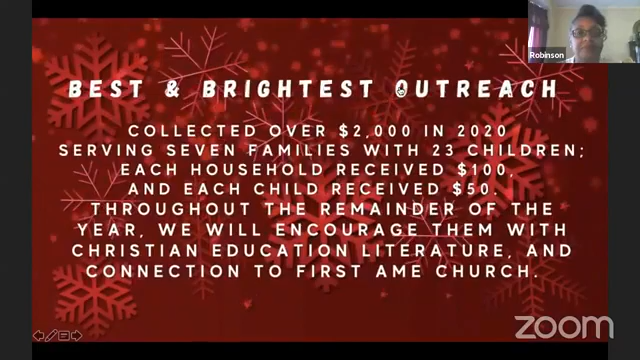 Robinson
BEST & BRIGHTEST OUTREACH
COLLECTED OVER $2,000 IN 2020
SERVING SEVEN FAMILIES WITH 23 CHILDREN;
EACH HOUSEHOLD RECEIVED $100,
AND EACH CHILD RECEIVED $50.
THROUGHOUT THE REMAINDER OF THE
YEAR, WE WILL ENCOURAGE THEM WITH
CHRISTIAN EDUCATION LITERATURE, AND
CONNECTION TO FIRST AME CHURCH.
zoom